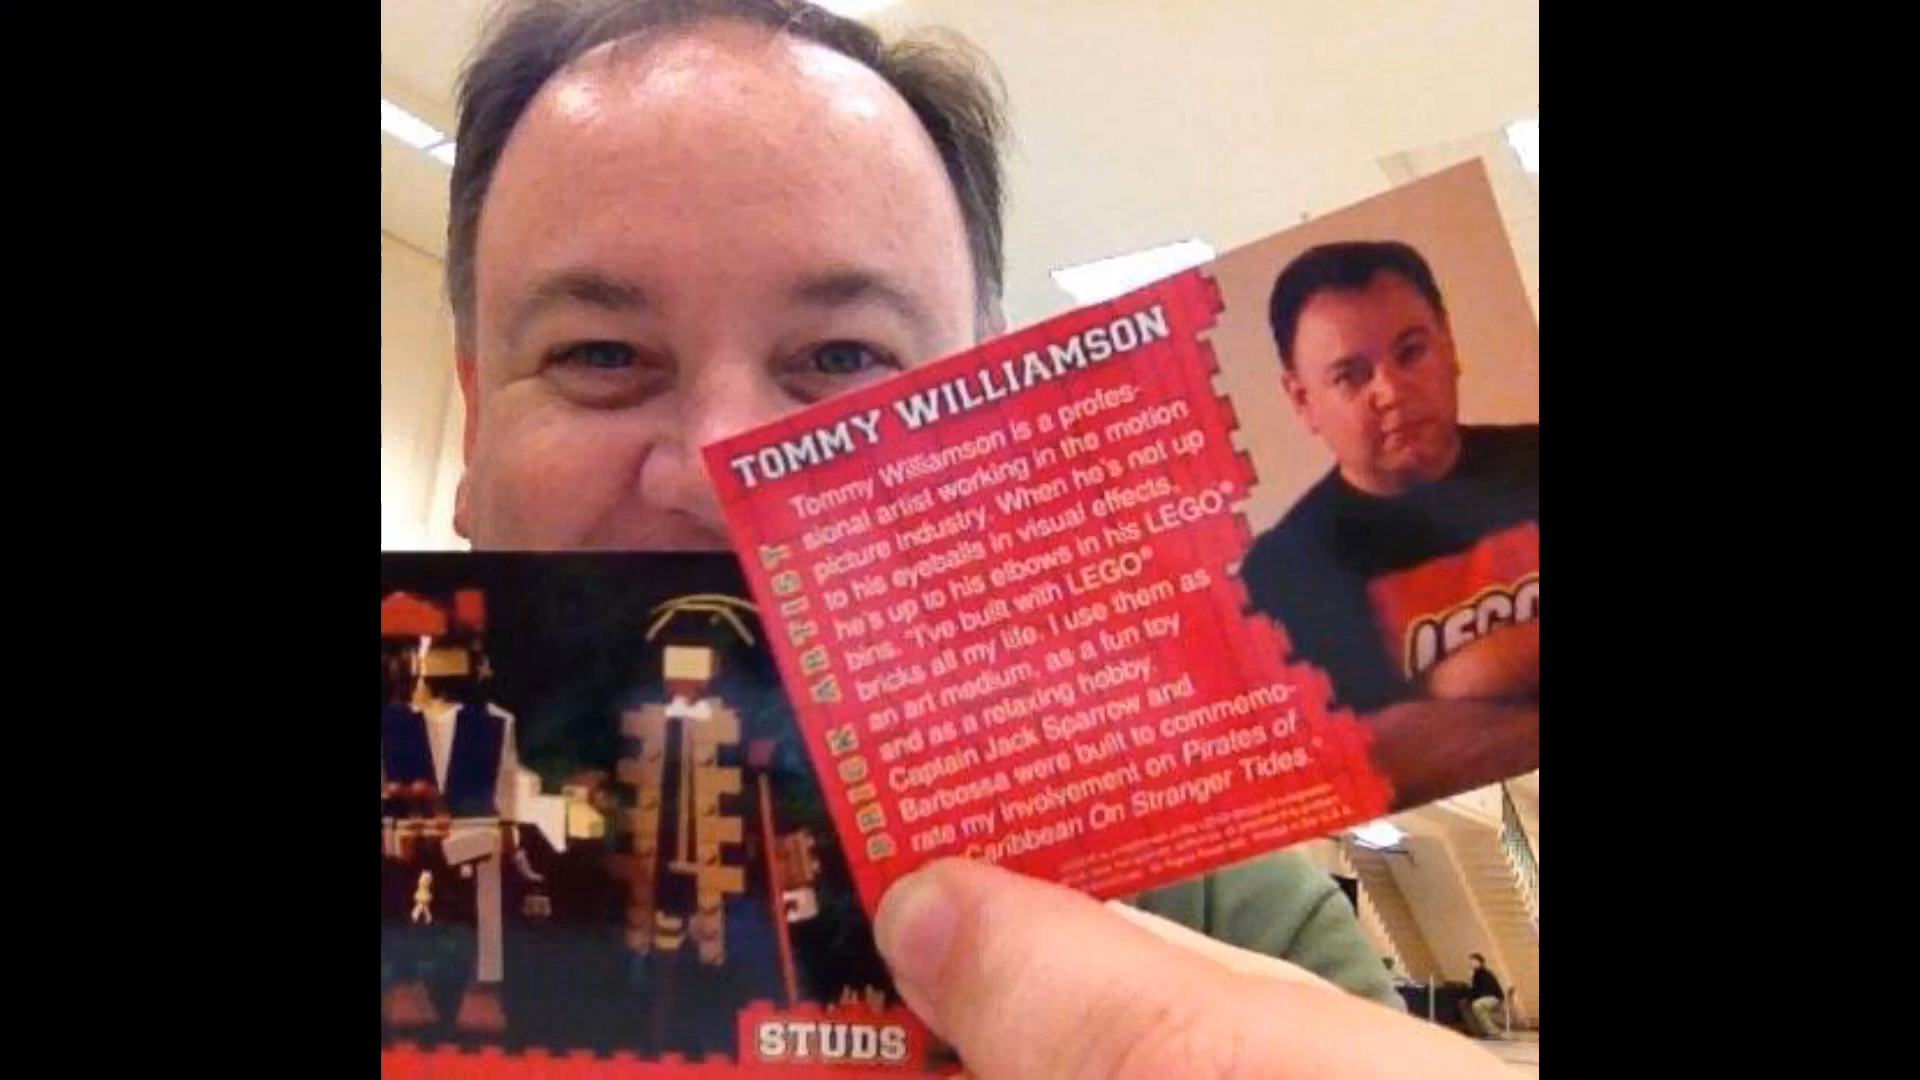 TOMMY WILLIAMSON
BRICK ARTIST
Tommy Williamson is a profes-
sional artist working in the motion
picture industry. When he's not up
to his eyeballs in visual effects,
he's up to his elbows in his LEGO®
bins. "I've built with LEGO®
bricks all my life. I use them as
an art medium, as a fun toy
and as a relaxing hobby.
Captain Jack Sparrow and
Barbossa were built to commemo-
rate my involvement on Pirates of
Caribbean On Stranger Tides."
LEGO
STUDS